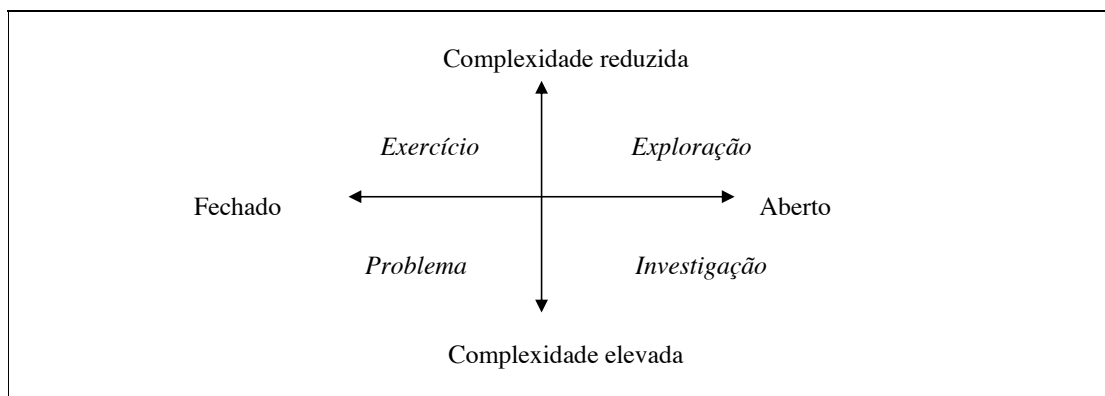 Complexidade reduzida
Exercício Exploração
Fechado Aberto
Problema Investigação
Complexidade elevada